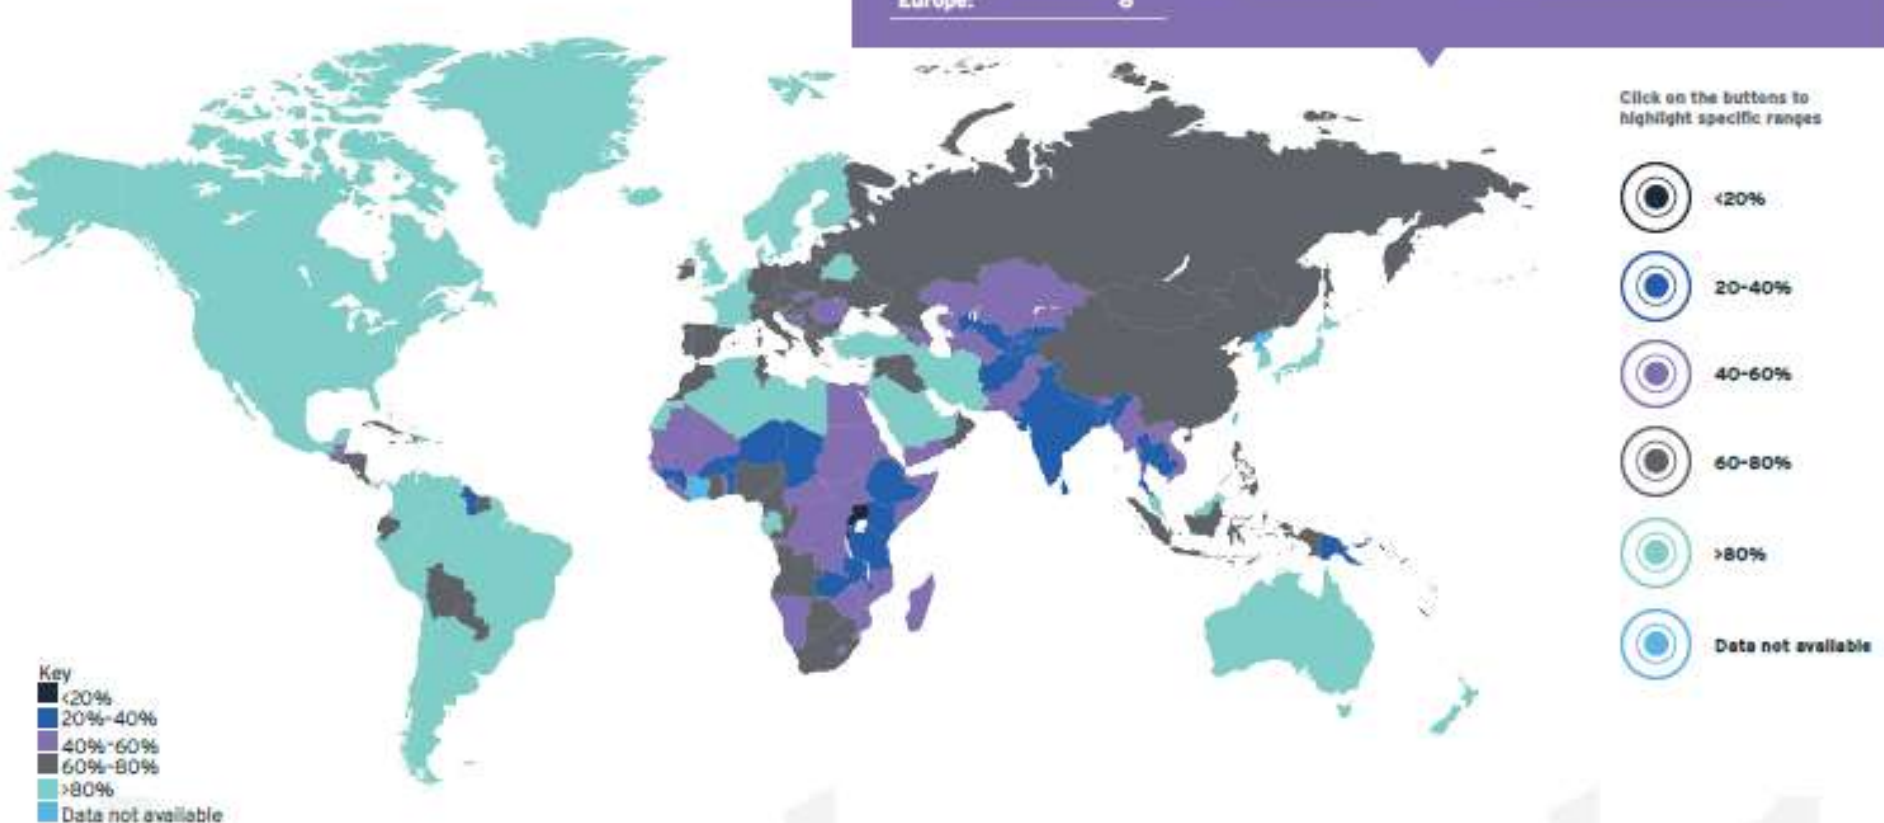 Europe: 8
Click on the buttons to
highlight specific ranges
<20%
20-40%
40-60%
60-80%
>80%
Data not available
Key
<20%
20%-40%
40%-60%
60%-80%
>80%
Data not available